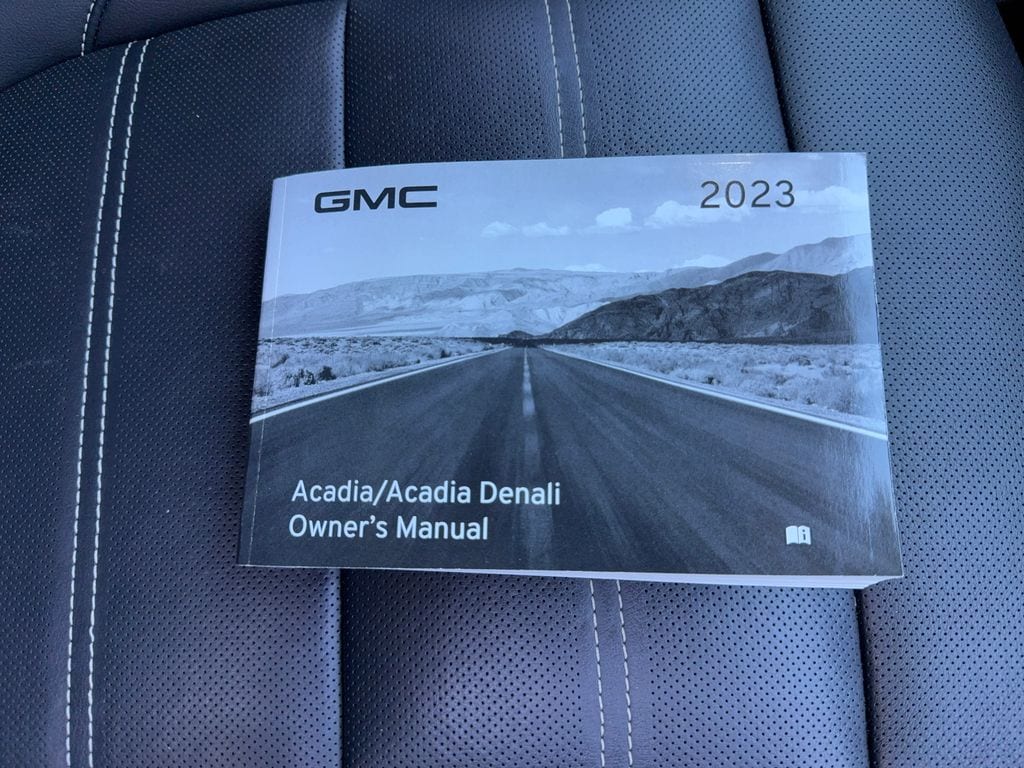 GMC 2023
Acadia/Acadia Denali
Owner's Manual